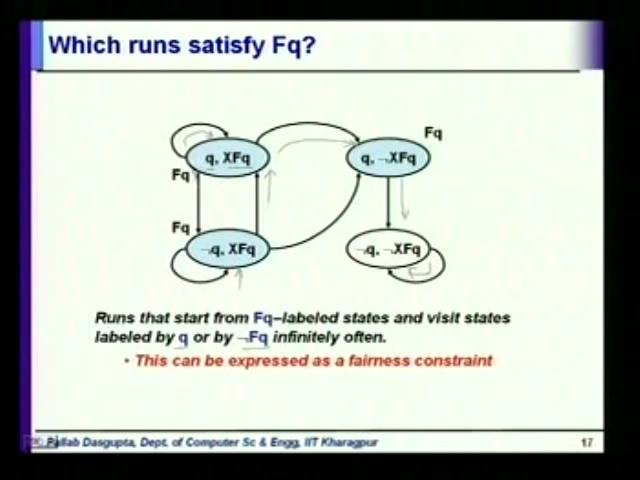 Which runs satisfy Fq?
Fq
q, XFq
q, ¬XFq
Fq
Fq
¬q, XFq
¬q, ¬XFq
Runs that start from Fq–labeled states and visit states
labeled by q or by ¬Fq infinitely often.
• This can be expressed as a fairness constraint
Pallab Dasgupta, Dept. of Computer Sc & Engg, IIT Kharagpur
17